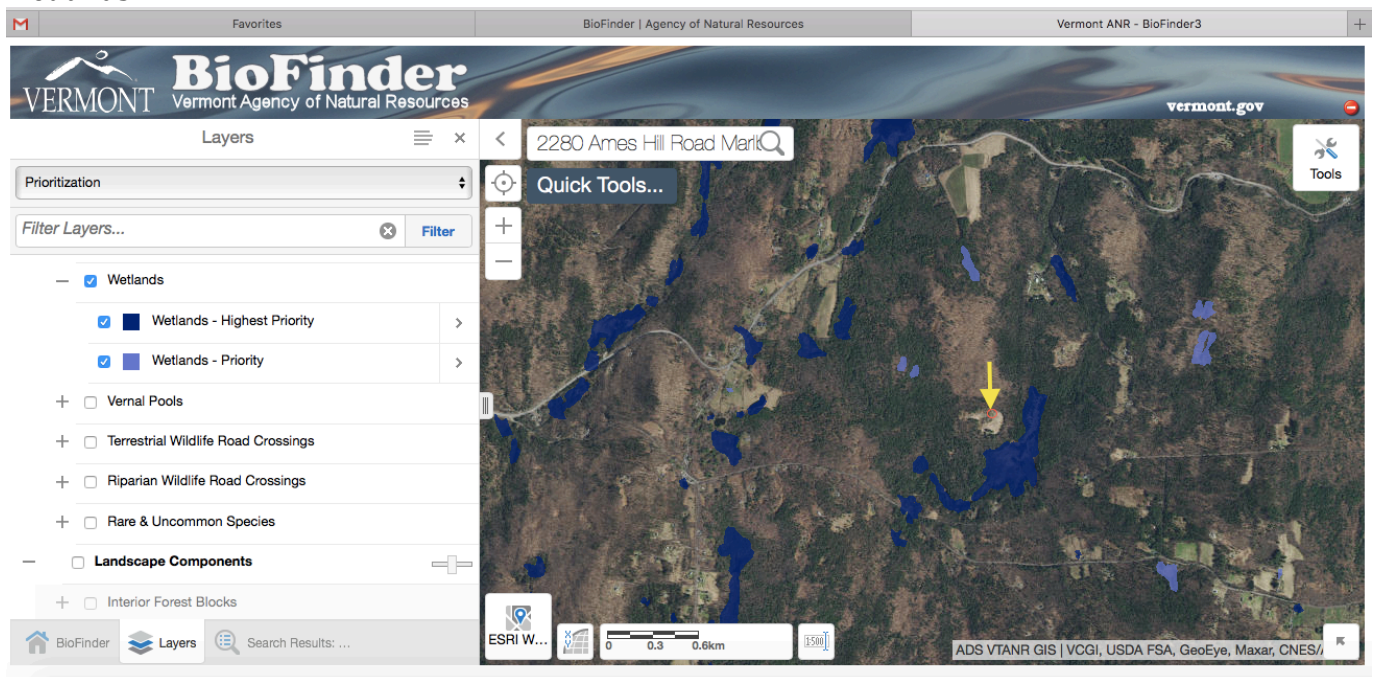 Favorites
BioFinder | Agency of Natural Resources
Vermont ANR - BioFinder3
VERMONT
BioFinder
Vermont Agency of Natural Resources
vermont.gov
Layers
2280 Ames Hill Road Marlb
Tools
Prioritization
Quick Tools...
Filter Layers...
Filter
Wetlands
Wetlands - Highest Priority
Wetlands - Priority
Vernal Pools
Terrestrial Wildlife Road Crossings
Riparian Wildlife Road Crossings
Rare & Uncommon Species
Landscape Components
Interior Forest Blocks
BioFinder
Layers
Search Results: ...
ESRI W...
0 0.3 0.6km
1:500
ADS VTANR GIS | VCGI, USDA FSA, GeoEye, Maxar, CNES/